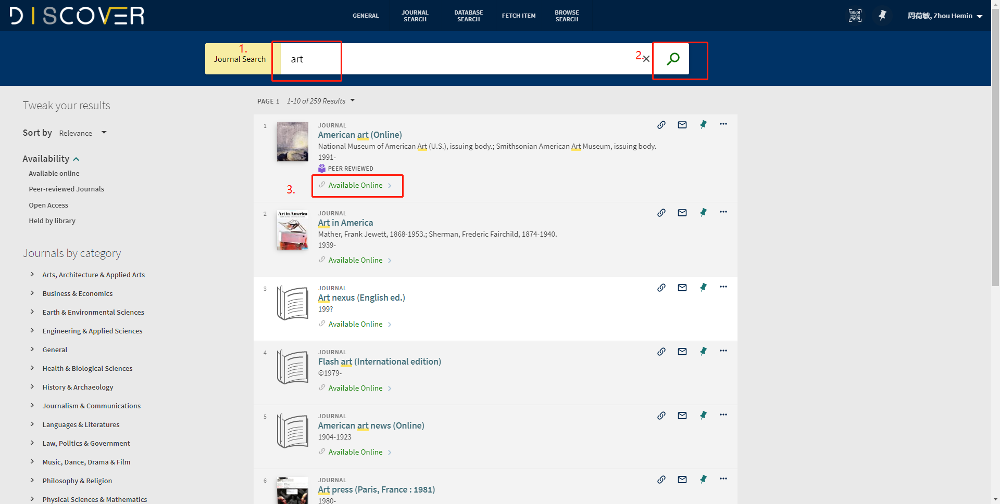 DISCOVER
GENERAL
JOURNAL
SEARCH
DATABASE
SEARCH
FETCH ITEM
BROWSE
SEARCH
周荷敏, Zhou Hemin
1.
Journal Search
art
2.
Tweak your results
Sort by Relevance
Availability
Available online
Peer-reviewed Journals
Open Access
Held by library
Journals by category
Arts, Architecture & Applied Arts
Business & Economics
Earth & Environmental Sciences
Engineering & Applied Sciences
General
Health & Biological Sciences
History & Archaeology
Journalism & Communications
Languages & Literatures
Law, Politics & Government
Music, Dance, Drama & Film
Philosophy & Religion
Physical Sciences & Mathematics
PAGE 1 1-10 of 259 Results
1
American Art
JOURNAL
American art (Online)
National Museum of American Art (U.S.), issuing body.; Smithsonian American Art Museum, issuing body.
1991-
PEER REVIEWED
3.
Available Online
2
Art in America
JOURNAL
Art in America
Mather, Frank Jewett, 1868-1953.; Sherman, Frederic Fairchild, 1874-1940.
1939-
Available Online
3
JOURNAL
Art nexus (English ed.)
199?
Available Online
4
JOURNAL
Flash art (International edition)
©1979-
Available Online
5
JOURNAL
American art news (Online)
1904-1923
Available Online
6
JOURNAL
Art press (Paris, France : 1981)
1980-